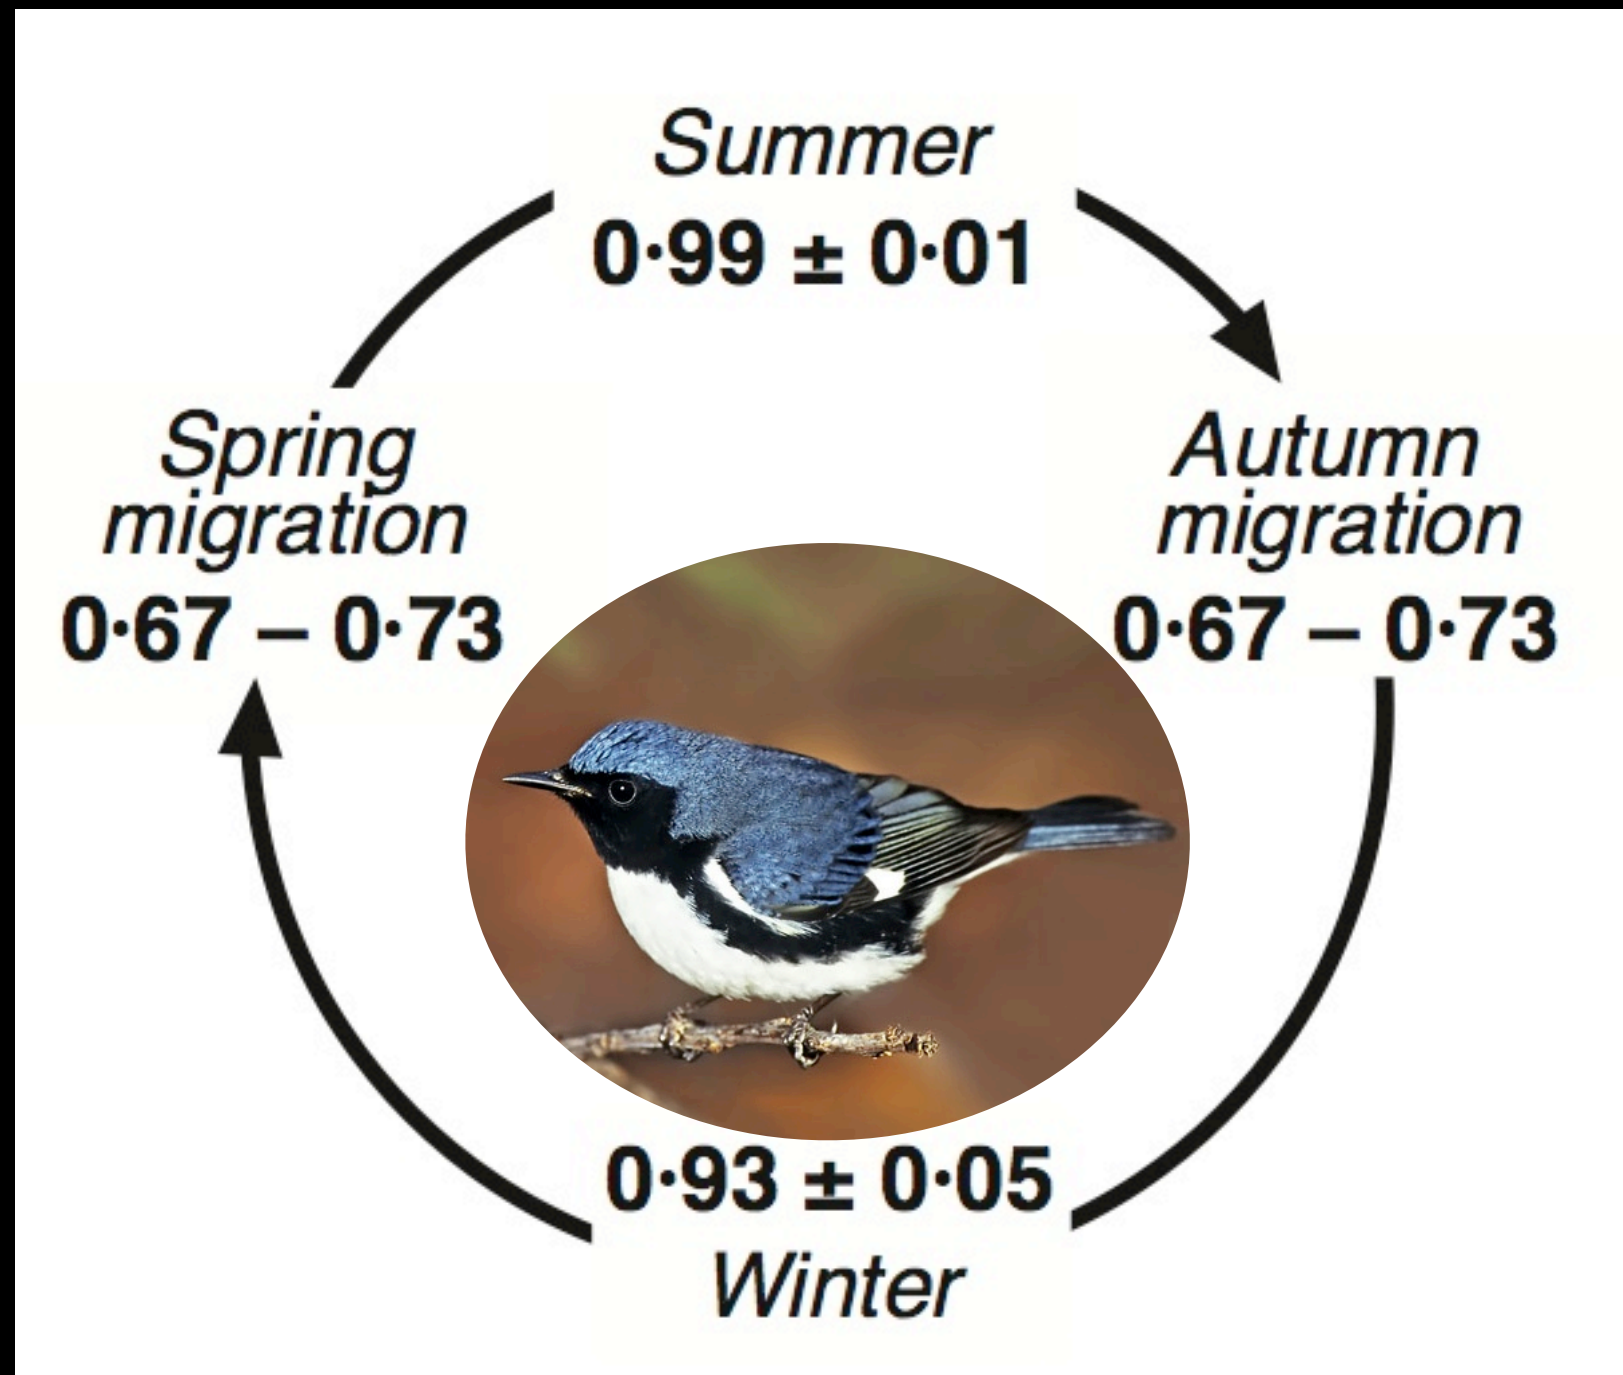 Summer
0·99 ± 0·01
Spring
migration
0·67 – 0·73
Autumn
migration
0·67 – 0·73
0·93 ± 0·05
Winter